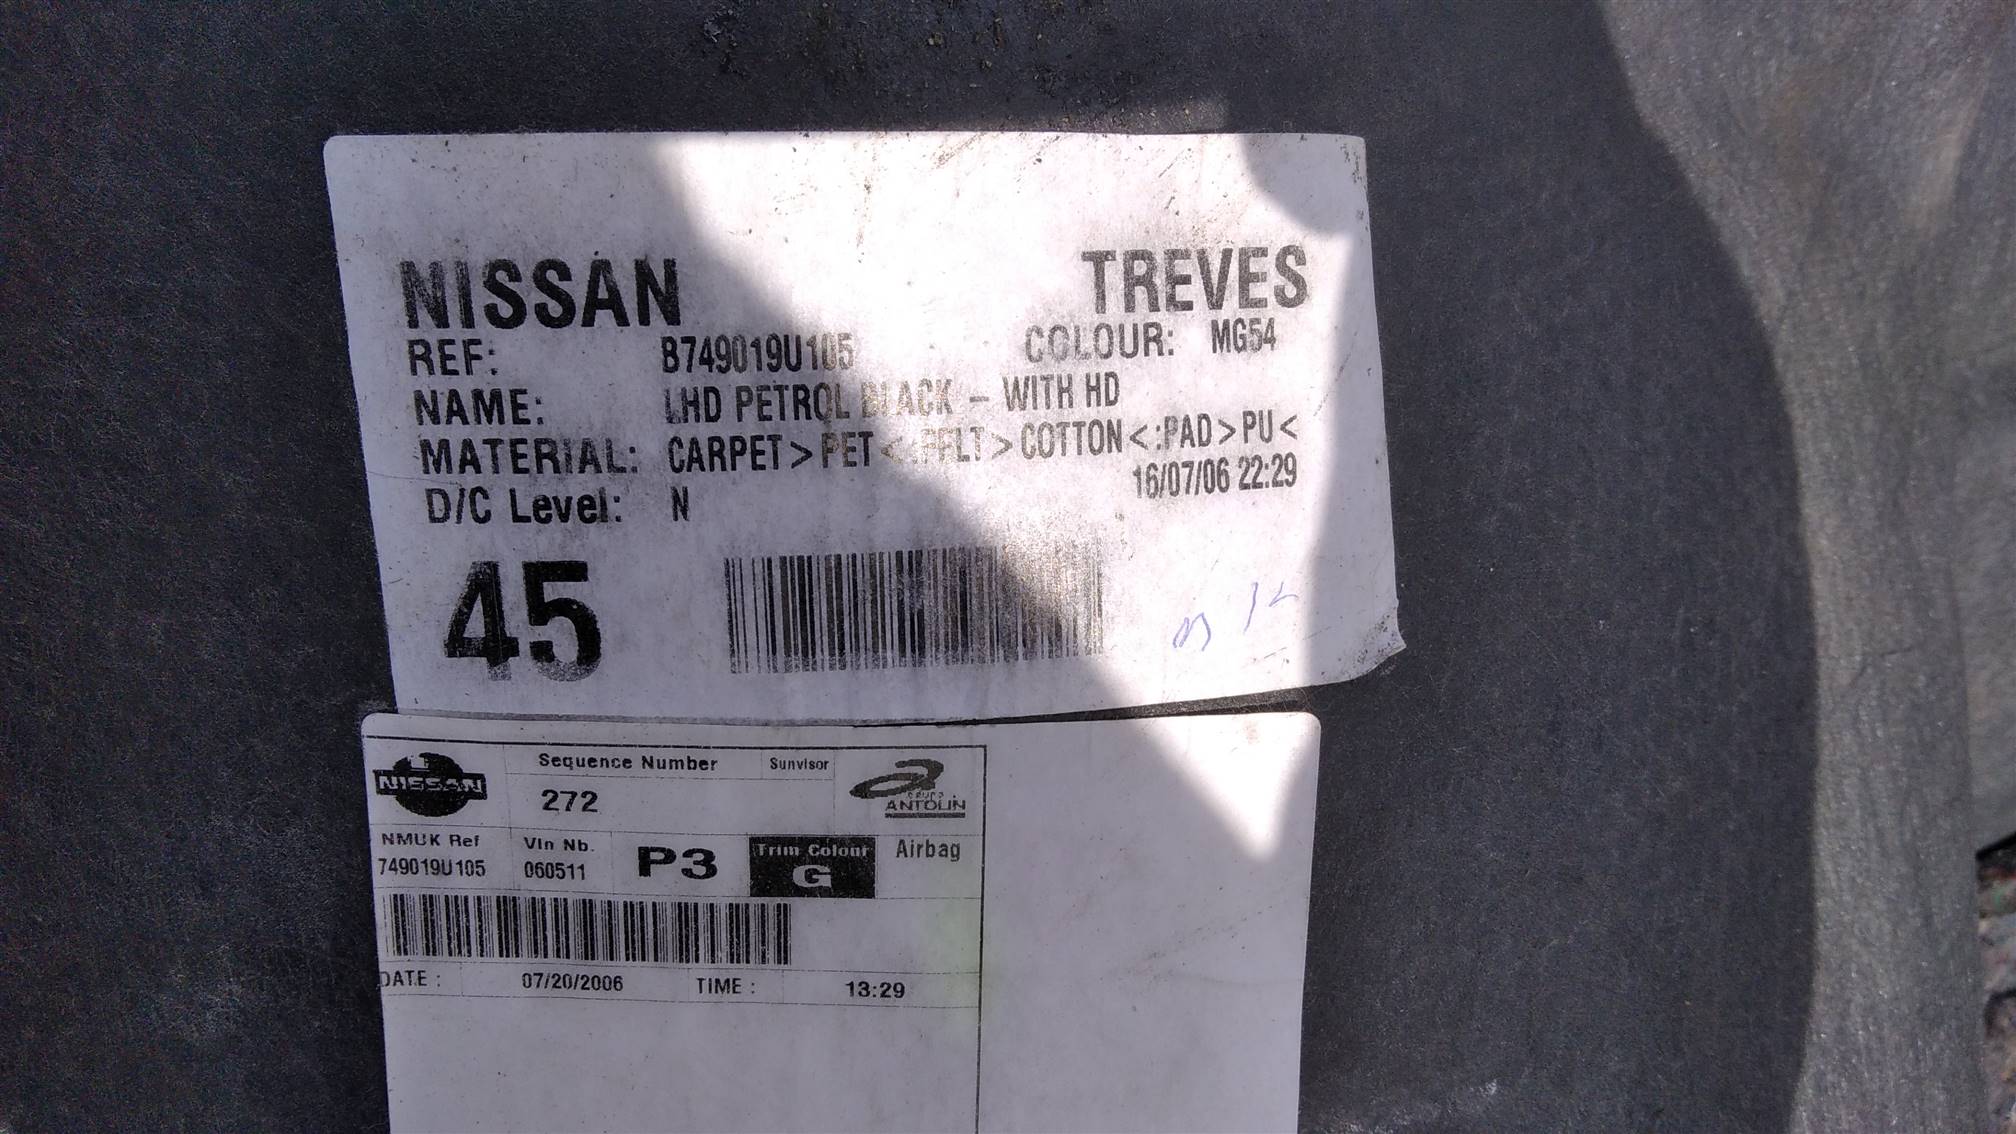 NISSAN TREVES
REF: B749019U105 COLOUR: MG54
NAME: LHD PETROL BLACK - WITH HD
MATERIAL: CARPET>PET<:FELT>COTTON<:PAD>PU<
16/07/06 22:29
D/C Level: N
45
NISSAN
Sequence Number Sunvisor
272
GRUPO
ANTOLIN
NMUK Ref Vin Nb. P3 Trim Colour Airbag
749019U105 060511 G
DATE : 07/20/2006 TIME : 13:29